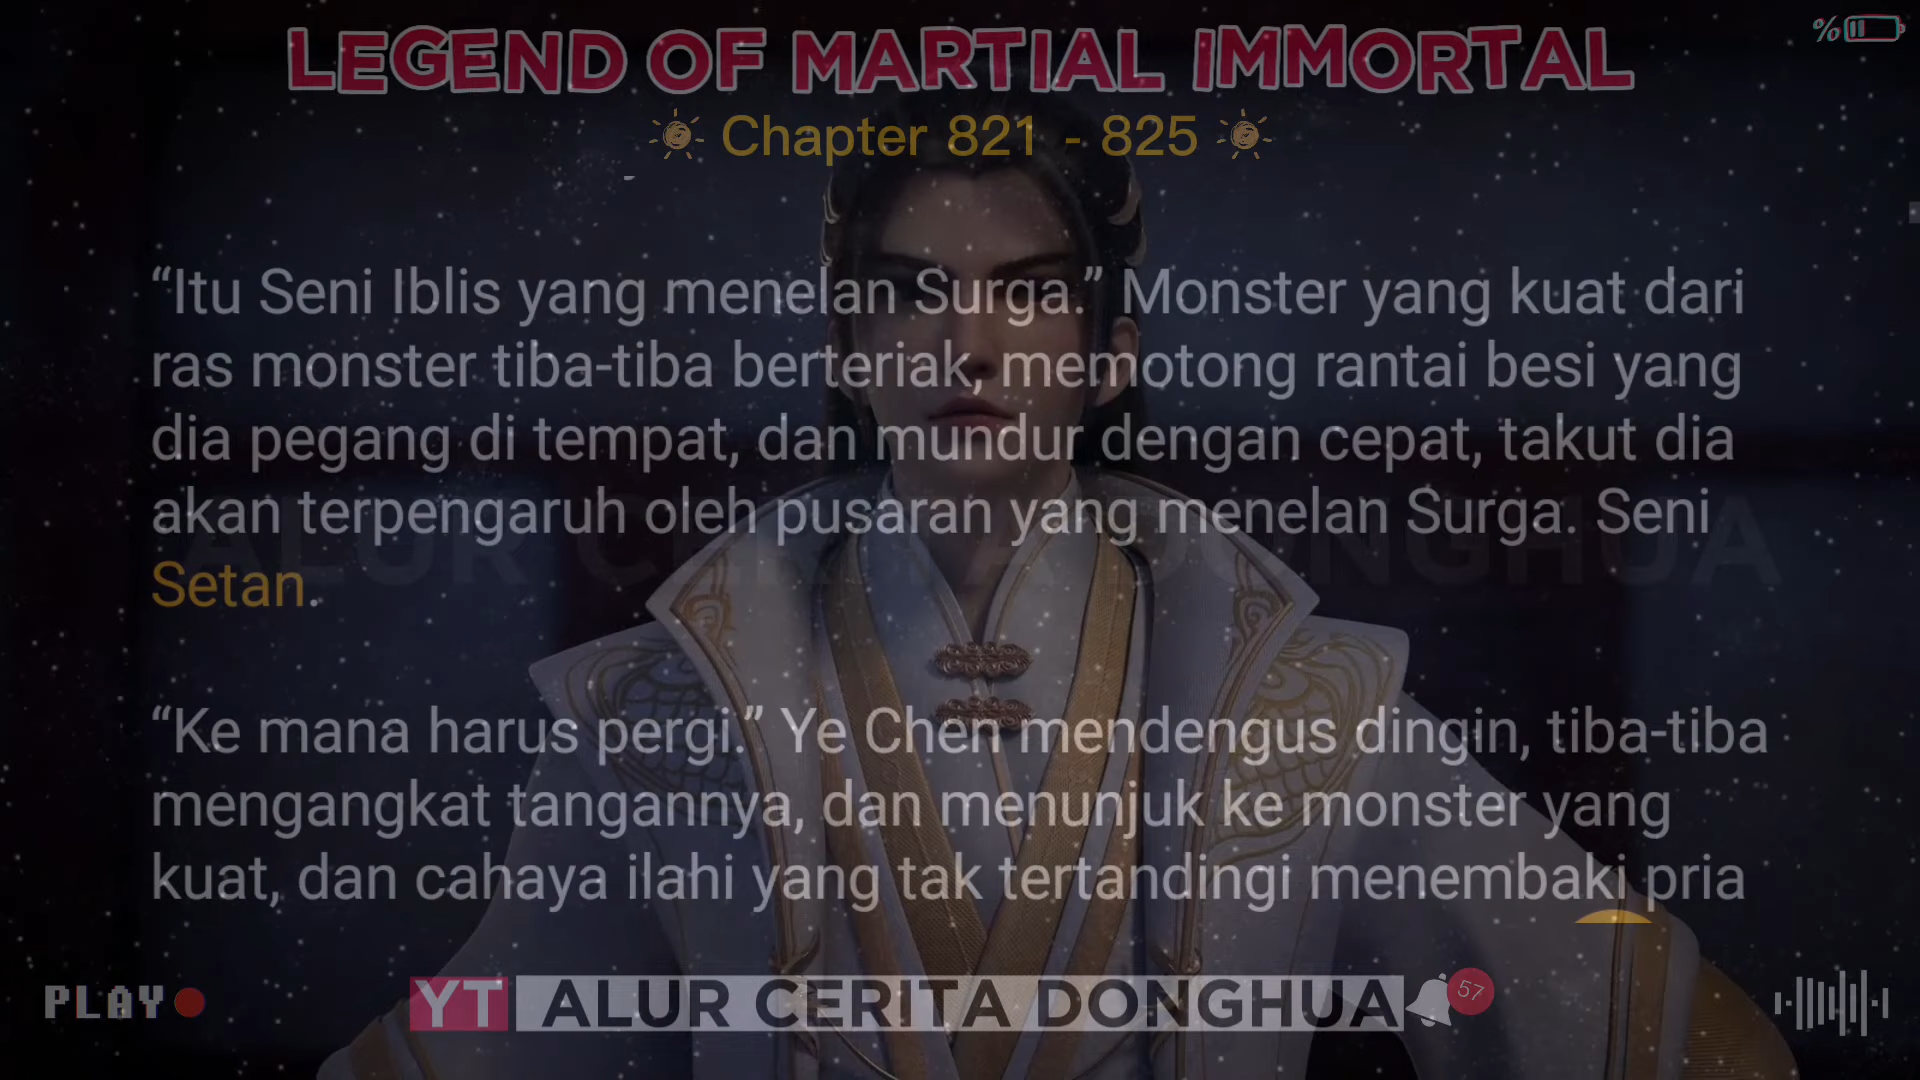 LEGEND OF MARTIAL IMMORTAL
%
Chapter 821 - 825
“Itu Seni Iblis yang menelan Surga.” Monster yang kuat dari
ras monster tiba-tiba berteriak, memotong rantai besi yang
dia pegang di tempat, dan mundur dengan cepat, takut dia
akan terpengaruh oleh pusaran yang menelan Surga. Seni
Setan.
ALUR CERITA DONGHUA
“Ke mana harus pergi.” Ye Chen mendengus dingin, tiba-tiba
mengangkat tangannya, dan menunjuk ke monster yang
kuat, dan cahaya ilahi yang tak tertandingi menembaki pria
PLAY
YT ALUR CERITA DONGHUA 57